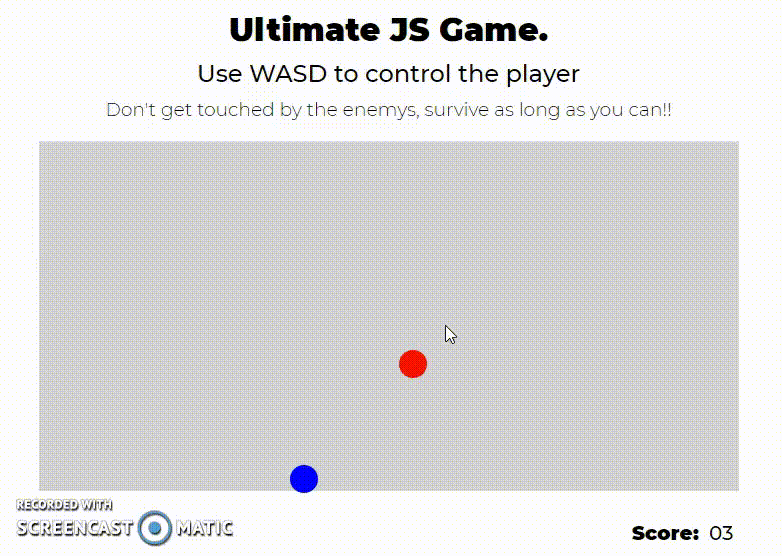 Ultimate JS Game.
Use WASD to control the player
Don't get touched by the enemys, survive as long as you can!!
RECORDED WITH
SCREENCAST MATIC
Score: 03